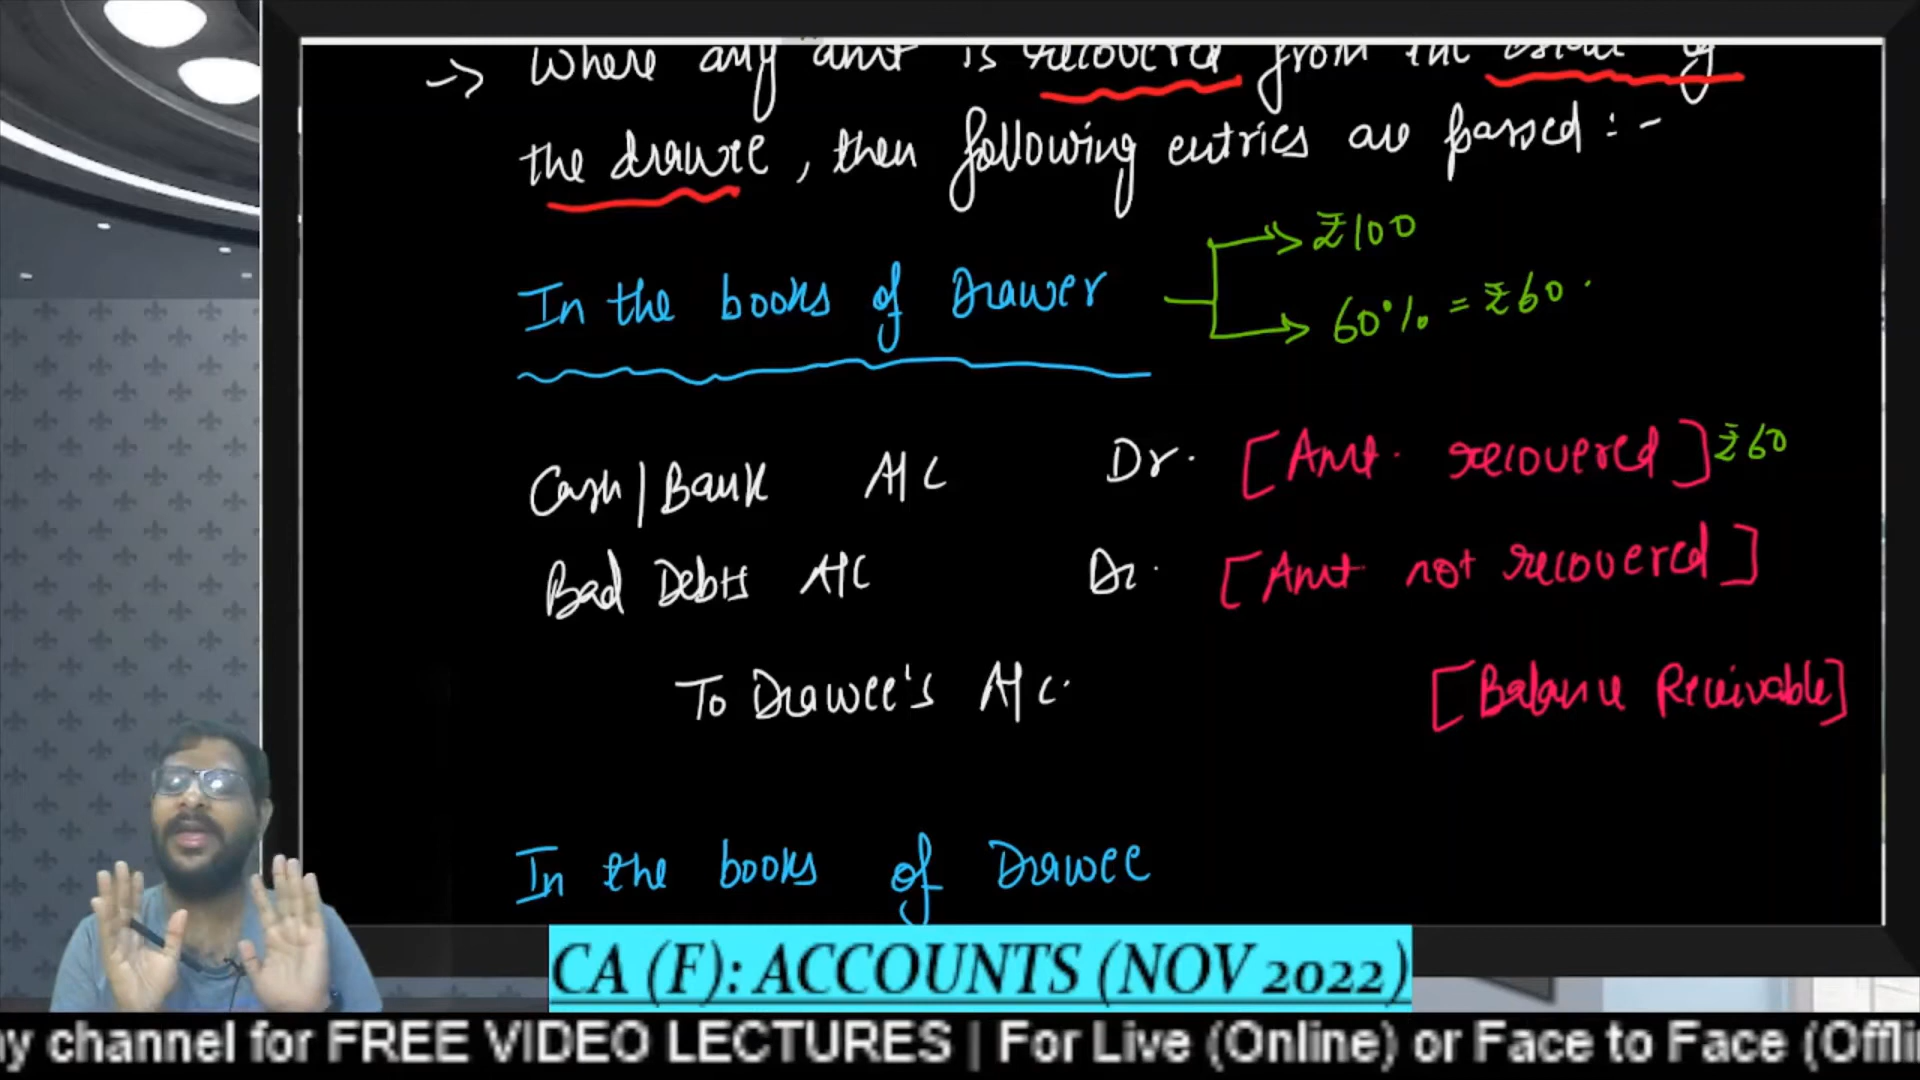 -> Where any amt is recovered from the estate of
the drawee, then following entries are passed :-
₹100
In the books of Drawer
60% = ₹60.
Cash/Bank A/C Dr. [Amt. recovered] ₹60
Bad Debts A/C Dr. [Amt not recovered]
To Drawee's A/C. [Balance Receivable]
In the books of Drawee
CA (F): ACCOUNTS (NOV 2022)
channel for FREE VIDEO LECTURES | For Live (Online) or Face to Face